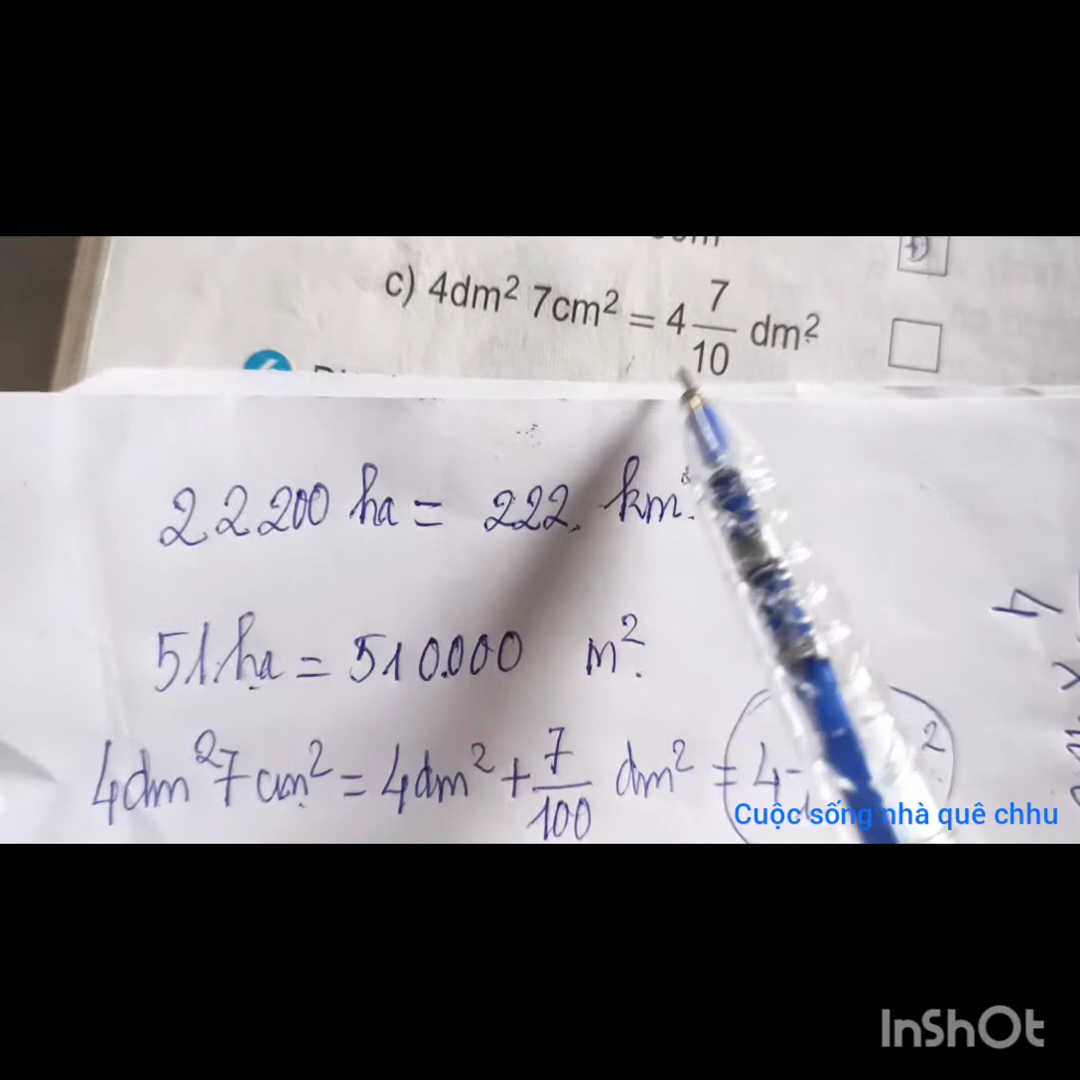 c) 4dm² 7cm² = 4 7/10 dm²
22200 ha = 222. km².
51.ha = 510.000 m².
4dm² 7cm² = 4dm² + 7/100 dm² = 4
Cuộc sống nhà quê chhu
InShOt